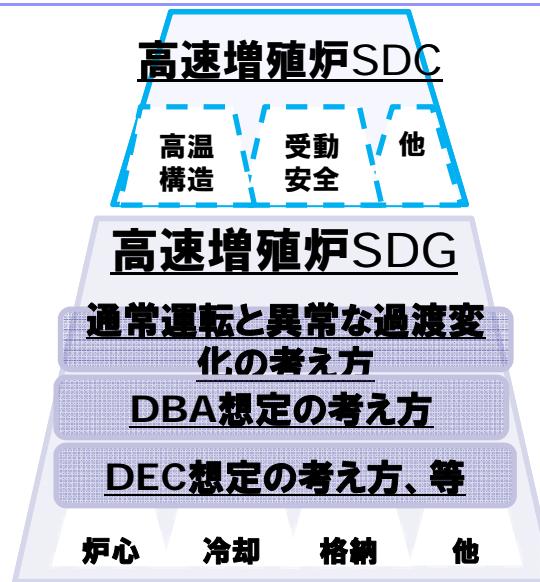 高速増殖炉SDC
高温
構造
受動
安全
他
高速増殖炉SDG
通常運転と異常な過渡変
化の考え方
DBA想定の考え方
DEC想定の考え方、等
炉心
冷却
格納
他